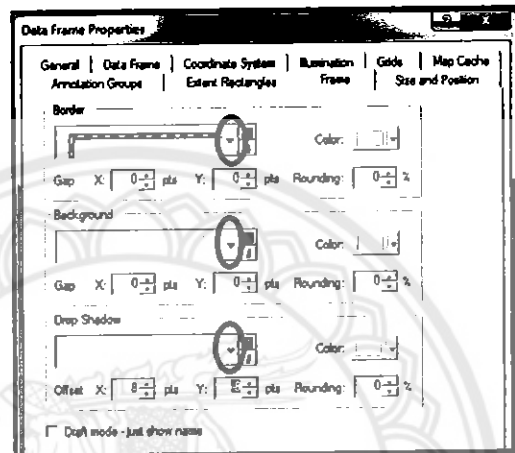 Data Frame Properties
General Data Frame Coordinate System Illumination Grids Map Cache
Annotation Groups Extent Rectangles Frame Size and Position
Border
Color:
Gap X: 0 pts Y: 0 pts Rounding: 0 %
Background
Color:
Gap X: 0 pts Y: 0 pts Rounding: 0 %
Drop Shadow
Color:
Offset X: 8 pts Y: pts Rounding: 0 %
Draft mode - just show name